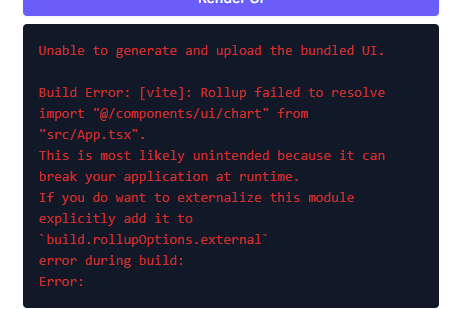 Render UI
Unable to generate and upload the bundled UI.
Build Error: [vite]: Rollup failed to resolve
import "@/components/ui/chart" from
"src/App.tsx".
This is most likely unintended because it can
break your application at runtime.
If you do want to externalize this module
explicitly add it to
`build.rollupOptions.external`
error during build:
Error: